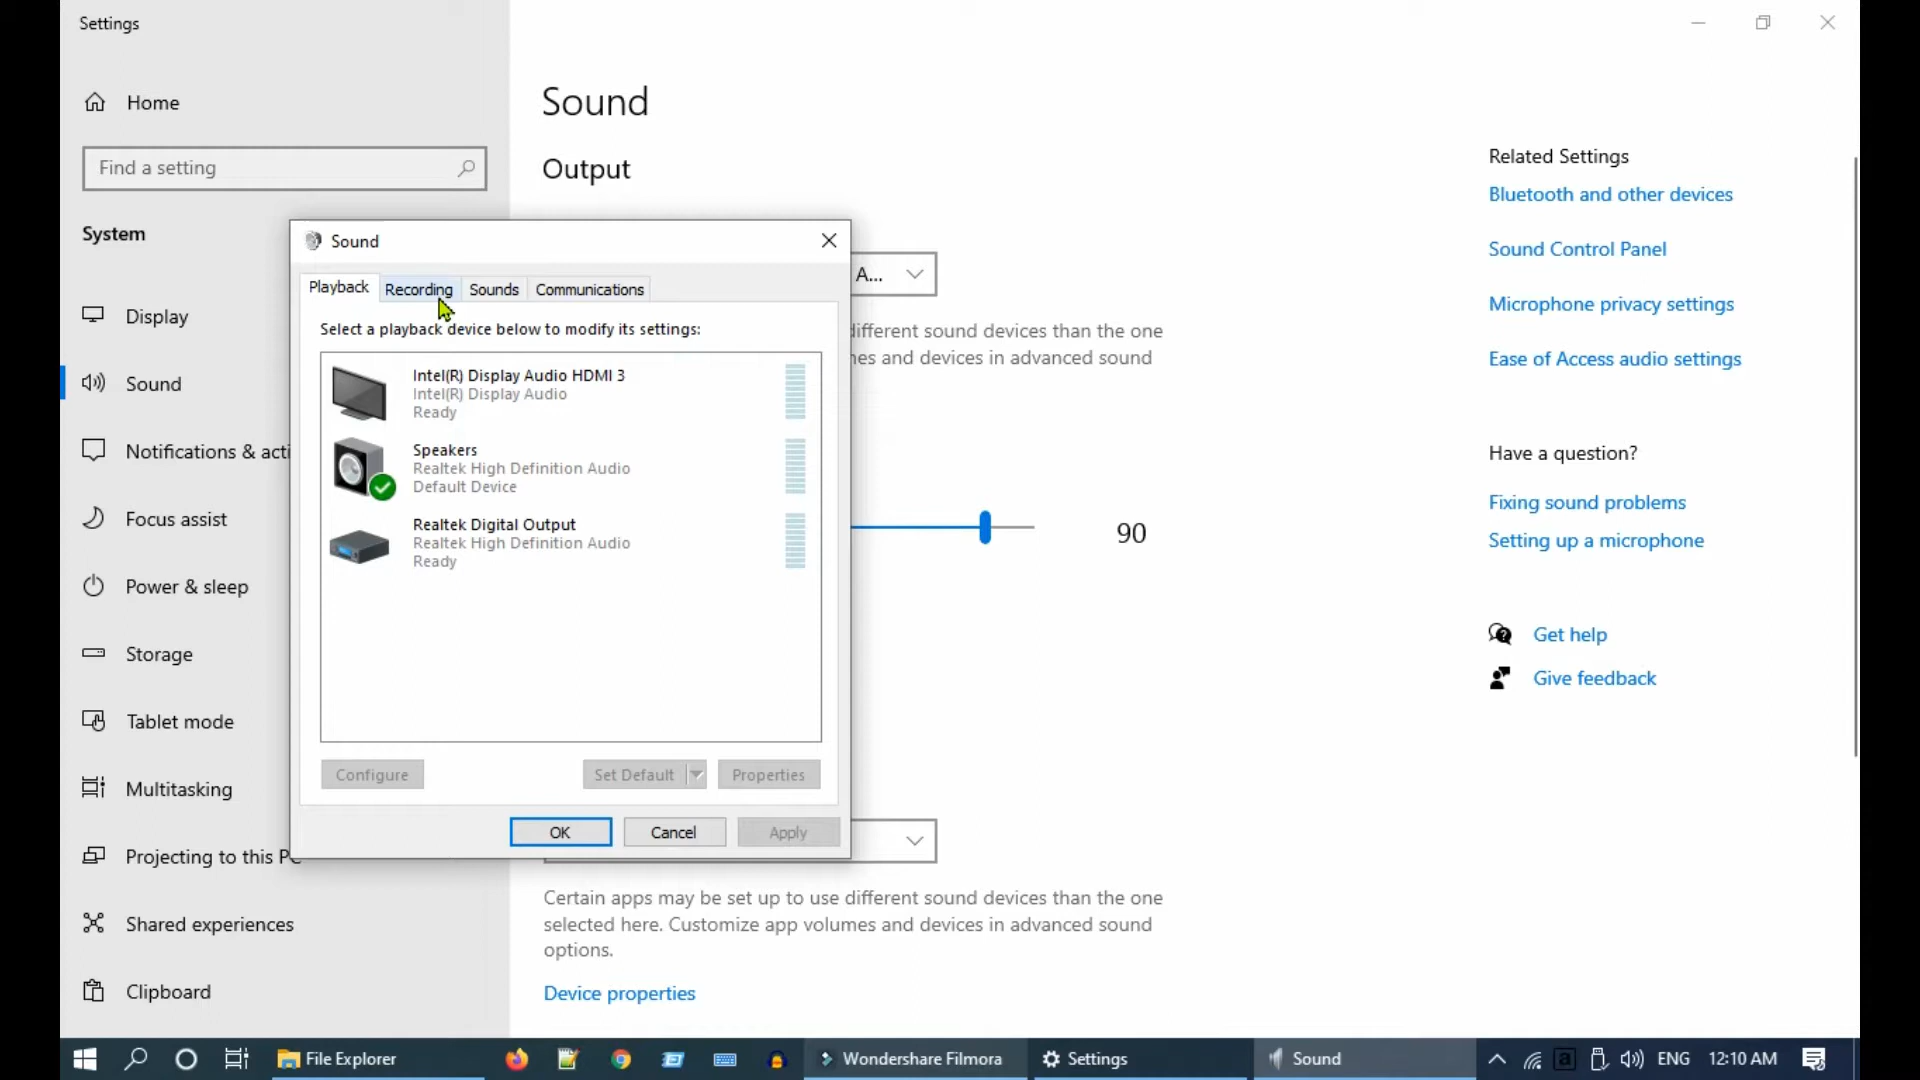 Settings
Home
Find a setting
System
Display
Sound
Notifications & acti
Focus assist
Power & sleep
Storage
Tablet mode
Multitasking
Projecting to this PC
Shared experiences
Clipboard
Sound
Output
A...
different sound devices than the one
es and devices in advanced sound
90
Certain apps may be set up to use different sound devices than the one
selected here. Customize app volumes and devices in advanced sound
options.
Device properties
Sound
Playback Recording Sounds Communications
Select a playback device below to modify its settings:
Intel(R) Display Audio HDMI 3
Intel(R) Display Audio
Ready
Speakers
Realtek High Definition Audio
Default Device
Realtek Digital Output
Realtek High Definition Audio
Ready
Configure Set Default Properties
OK Cancel Apply
Related Settings
Bluetooth and other devices
Sound Control Panel
Microphone privacy settings
Ease of Access audio settings
Have a question?
Fixing sound problems
Setting up a microphone
Get help
Give feedback
File Explorer Wondershare Filmora Settings Sound a ENG 12:10 AM